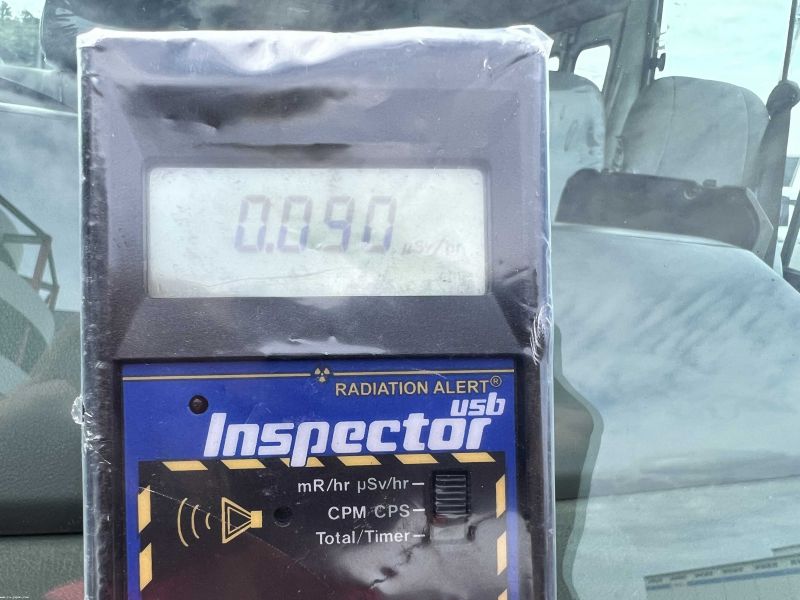 0.090 µSv/hr
RADIATION ALERT®
Inspector usb
mR/hr µSv/hr
CPM CPS
Total/Timer